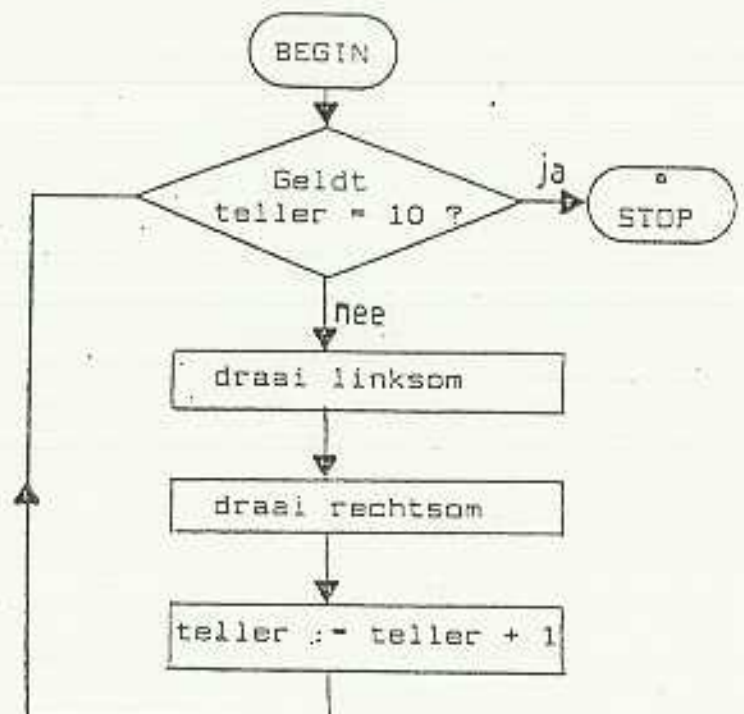 BEGIN
Geldt
teller = 10 ?
ja
STOP
nee
draai linksom
draai rechtsom
teller := teller + 1